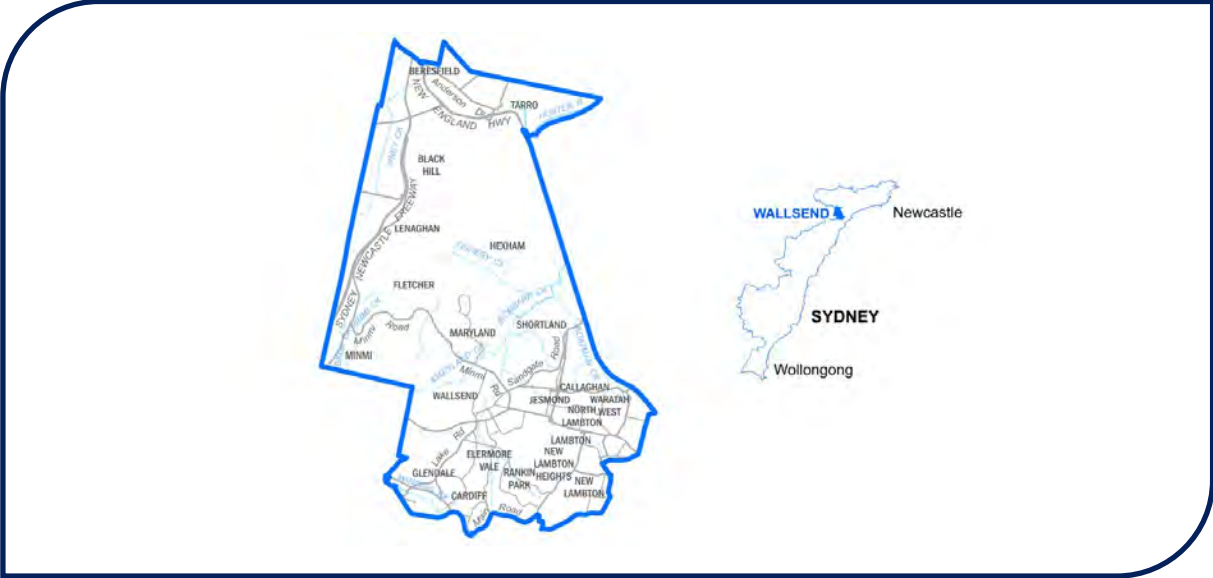 BERESFIELD
NEW
ENGLAND
HWY
Anderson
Dr
TARRO
HUNTER R
BLACK
HILL
SYDNEY NEWCASTLE FREEWAY
LENAGHAN
HEXHAM
FLETCHER
Minmi Road
MINMI
MARYLAND
SHORTLAND
Sandgate Road
Minmi
Rd
WALLSEND
CALLAGHAN
JESMOND
WARATAH
WEST
NORTH
LAMBTON
LAMBTON
Lake Rd
ELERMORE
VALE
NEW
LAMBTON
HEIGHTS
RANKIN
PARK
GLENDALE
NEW
LAMBTON
CARDIFF
Main Road
WALLSEND
Newcastle
SYDNEY
Wollongong